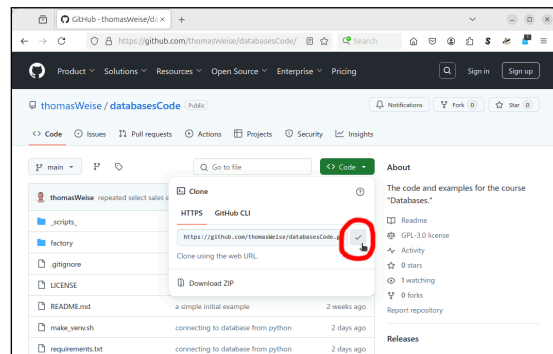 GitHub - thomasWeise/da
https://github.com/thomasWeise/databasesCode/
Search
Product Solutions Resources Open Source Enterprise Pricing
Sign in
Sign up
thomasWeise / databasesCode Public
Notifications
Fork 0
Star 0
Code Issues Pull requests Actions Projects Security Insights
main
Go to file
Code
About
thomasWeise repeated select sales e
Clone
The code and examples for the course
"Databases."
HTTPS GitHub CLI
_scripts_
https://github.com/thomasWeise/databasesCode.g
Readme
factory
GPL-3.0 license
Clone using the web URL.
Activity
.gitignore
0 stars
Download ZIP
LICENSE
1 watching
0 forks
README.md a simple initial example 2 weeks ago
Report repository
make_venv.sh connecting to database from python 2 days ago
Releases
requirements.txt connecting to database from python 2 days ago